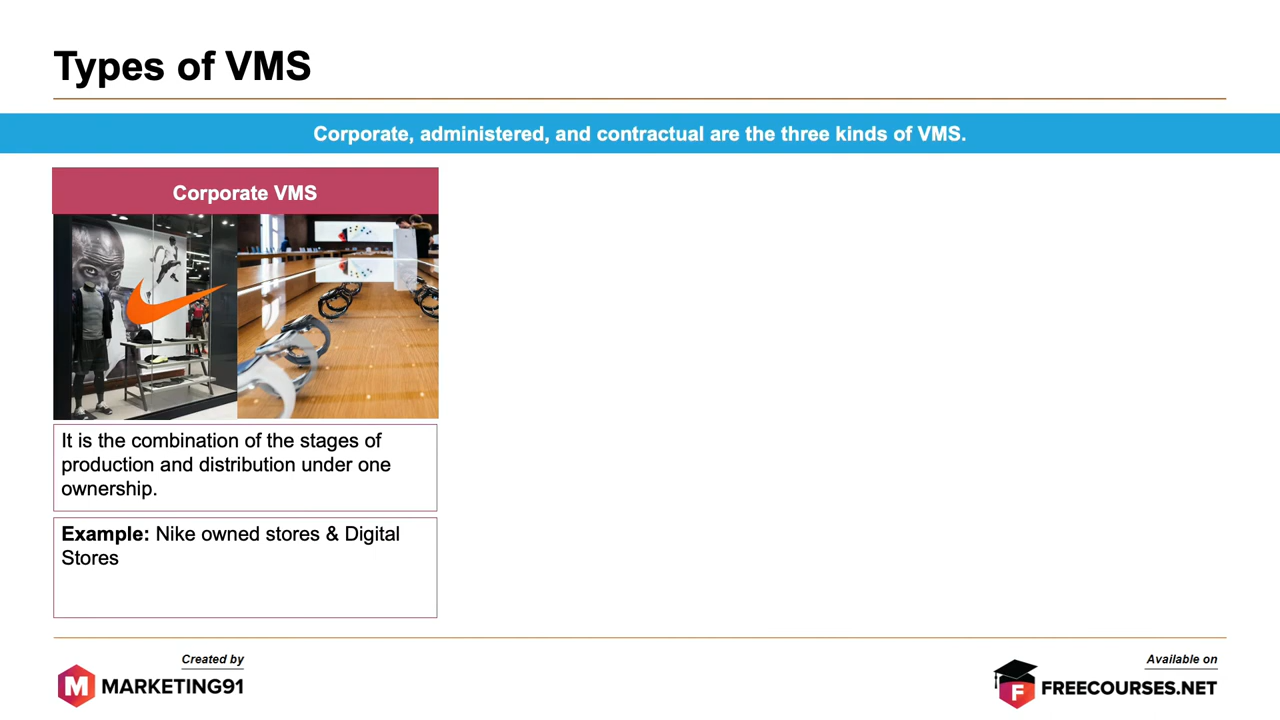 Types of VMS
Corporate, administered, and contractual are the three kinds of VMS.
Corporate VMS
It is the combination of the stages of
production and distribution under one
ownership.
Example: Nike owned stores & Digital
Stores
Created by
M MARKETING91
Available on
F FREECOURSES.NET